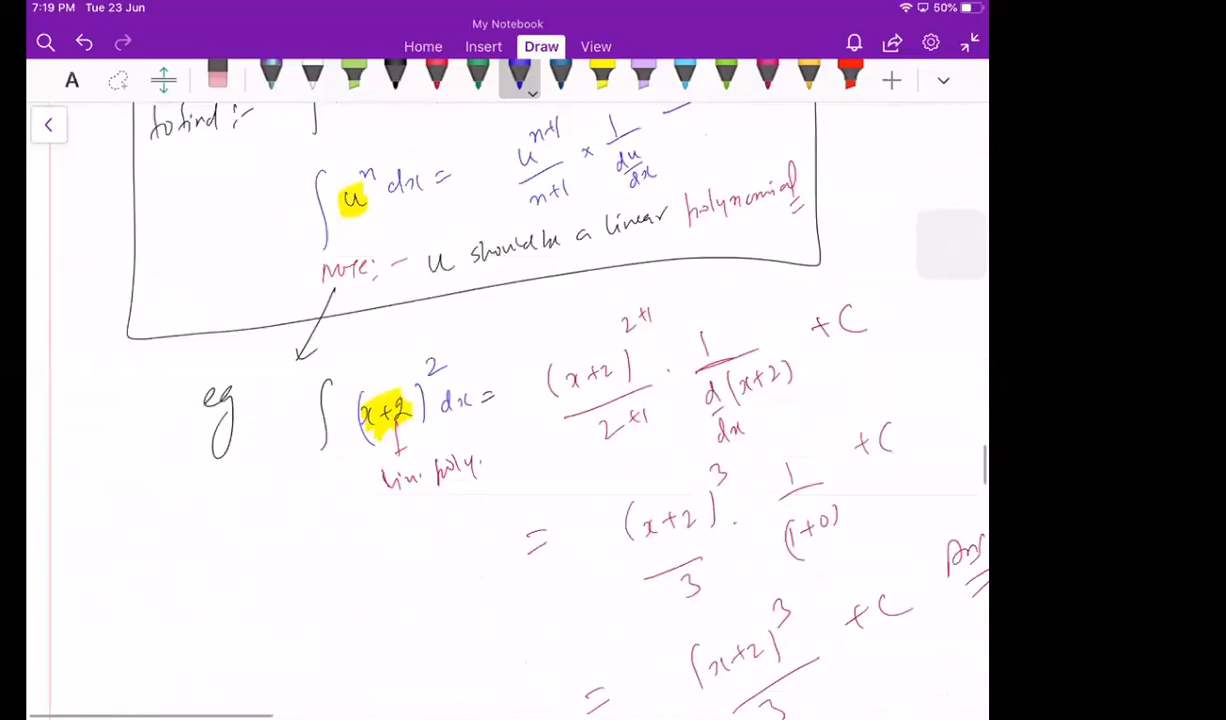 7:19 PM Tue 23 Jun
50%
My Notebook
Home Insert Draw View
A
to find :-
∫ u^n dx = u^(n+1)/(n+1) × 1/(du/dx)
Note:- u should be a linear polynomial
eg ∫ (x+2)^2 dx = (x+2)^(2+1)/(2+1) · 1/(d/dx (x+2)) + C
lin. poly.
= (x+2)^3/3 · 1/(1+0) + C
= (x+2)^3/3 + C Ans